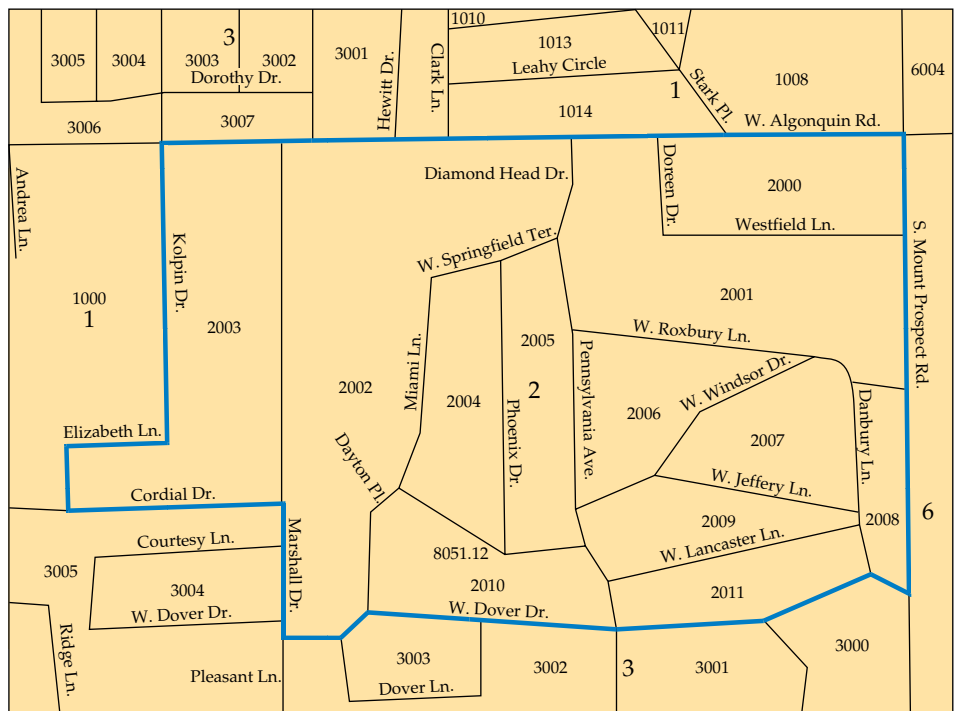 1010
3
1011
3005
3004
3003
3002
3001
1013
1008
6004
Dorothy Dr.
Hewitt Dr.
Clark Ln.
Leahy Circle
Stark Pl.
1
3006
3007
1014
W. Algonquin Rd.
Andrea Ln.
Diamond Head Dr.
Doreen Dr.
2000
Westfield Ln.
S. Mount Prospect Rd.
Kolpin Dr.
W. Springfield Ter.
1000
1
2003
2001
2005
W. Roxbury Ln.
Miami Ln.
Pennsylvania Ave.
2002
2004
Phoenix Dr.
2
W. Windsor Dr.
2006
Danbury Ln.
Elizabeth Ln.
Dayton Pl.
2007
W. Jeffery Ln.
Cordial Dr.
2009
2008
6
Marshall Dr.
Courtesy Ln.
8051.12
W. Lancaster Ln.
3005
3004
2010
2011
W. Dover Dr.
W. Dover Dr.
Ridge Ln.
3003
3002
3
3001
3000
Pleasant Ln.
Dover Ln.